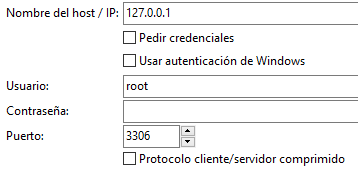 Nombre del host / IP: 127.0.0.1
Pedir credenciales
Usar autenticación de Windows
Usuario: root
Contraseña:
Puerto: 3306
Protocolo cliente/servidor comprimido